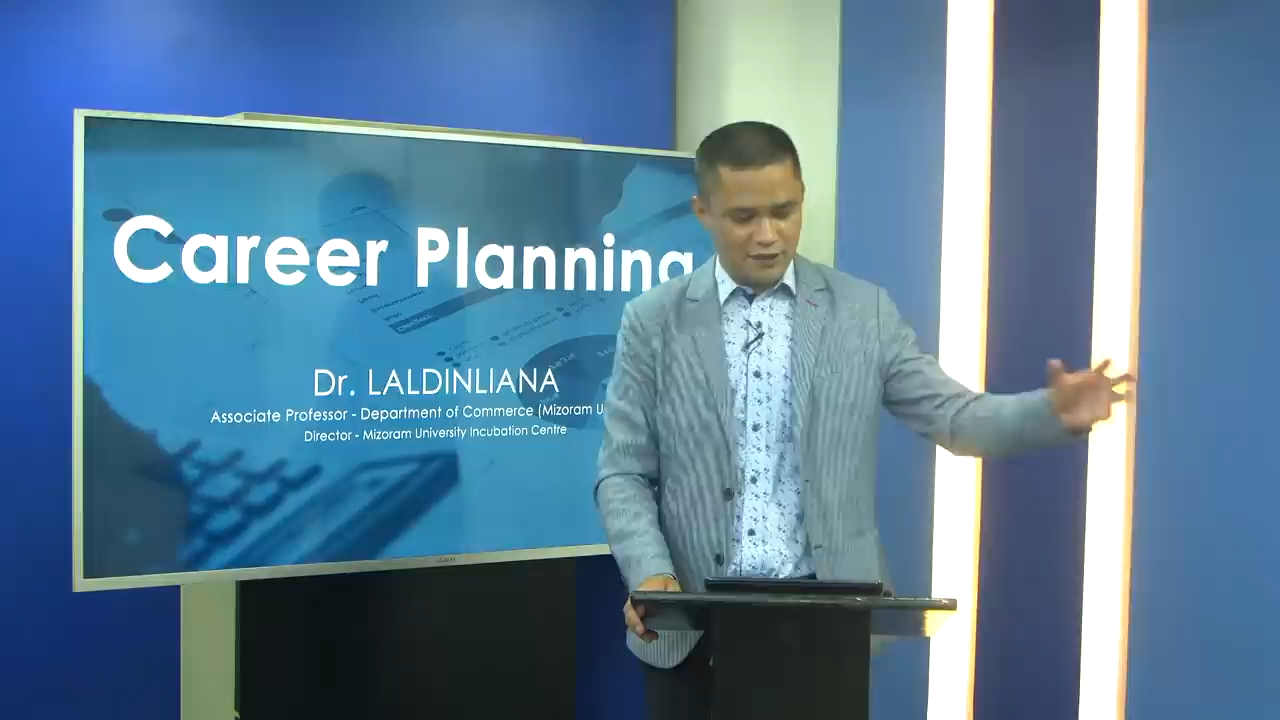 Career Planning
Dr. LALDINLIANA
Associate Professor - Department of Commerce (Mizoram U
Director - Mizoram University Incubation Centre